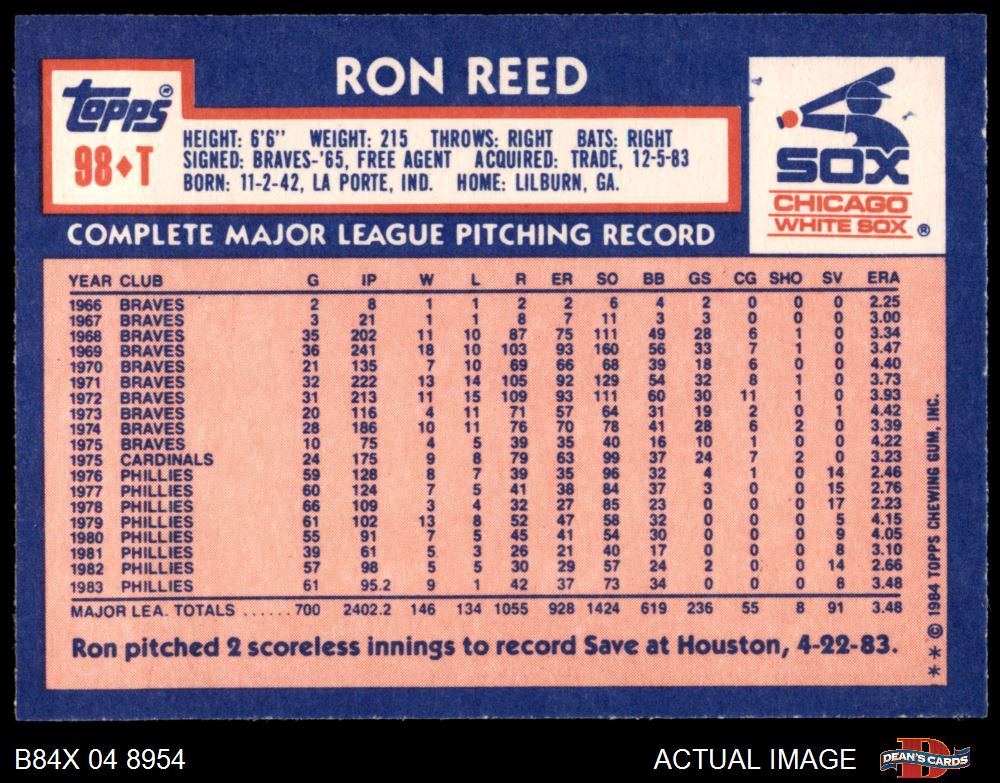 RON REED
Topps®
98♦T
HEIGHT: 6'6" WEIGHT: 215 THROWS: RIGHT BATS: RIGHT
SIGNED: BRAVES-'65, FREE AGENT ACQUIRED: TRADE, 12-5-83
BORN: 11-2-42, LA PORTE, IND. HOME: LILBURN, GA.
SOX
CHICAGO
WHITE SOX ®
COMPLETE MAJOR LEAGUE PITCHING RECORD
YEAR CLUB G IP W L R ER SO BB GS CG SHO SV ERA
1966 BRAVES 2 8 1 1 2 2 6 4 2 0 0 0 2.25
1967 BRAVES 3 21 1 1 8 7 11 3 3 0 0 0 3.00
1968 BRAVES 35 202 11 10 87 75 111 49 28 6 1 0 3.34
1969 BRAVES 36 241 18 10 103 93 160 56 33 7 1 0 3.47
1970 BRAVES 21 135 7 10 69 66 68 39 18 6 0 0 4.40
1971 BRAVES 32 222 13 14 105 92 129 54 32 8 1 0 3.73
1972 BRAVES 31 213 11 15 109 93 111 60 30 11 1 0 3.93
1973 BRAVES 20 116 4 11 71 57 64 31 19 2 0 1 4.42
1974 BRAVES 28 186 10 11 76 70 78 41 28 6 2 0 3.39
1975 BRAVES 10 75 4 5 39 35 40 16 10 1 0 0 4.22
1975 CARDINALS 24 175 9 8 79 63 99 37 24 7 2 0 3.23
1976 PHILLIES 59 128 8 7 39 35 96 32 4 1 0 14 2.46
1977 PHILLIES 60 124 7 5 41 38 84 37 3 0 0 15 2.76
1978 PHILLIES 66 109 3 4 32 27 85 23 0 0 0 17 2.23
1979 PHILLIES 61 102 13 8 52 47 58 32 0 0 0 5 4.15
1980 PHILLIES 55 91 7 5 45 41 54 30 0 0 0 9 4.05
1981 PHILLIES 39 61 5 3 26 21 40 17 0 0 0 8 3.10
1982 PHILLIES 57 98 5 5 30 29 57 24 2 0 0 14 2.66
1983 PHILLIES 61 95.2 9 1 42 37 73 34 0 0 0 8 3.48
MAJOR LEA. TOTALS ......700 2402.2 146 134 1055 928 1424 619 236 55 8 91 3.48
Ron pitched 2 scoreless innings to record Save at Houston, 4-22-83.
** © 1984 TOPPS CHEWING GUM, INC.
B84X 04 8954
ACTUAL IMAGE
DEAN'S CARDS